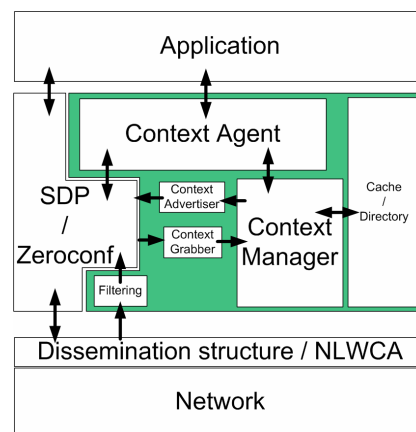 Application
Context Agent
SDP
/
Zeroconf
Context
Advertiser
Context
Grabber
Context
Manager
Cache /
Directory
Filtering
Dissemination structure / NLWCA
Network